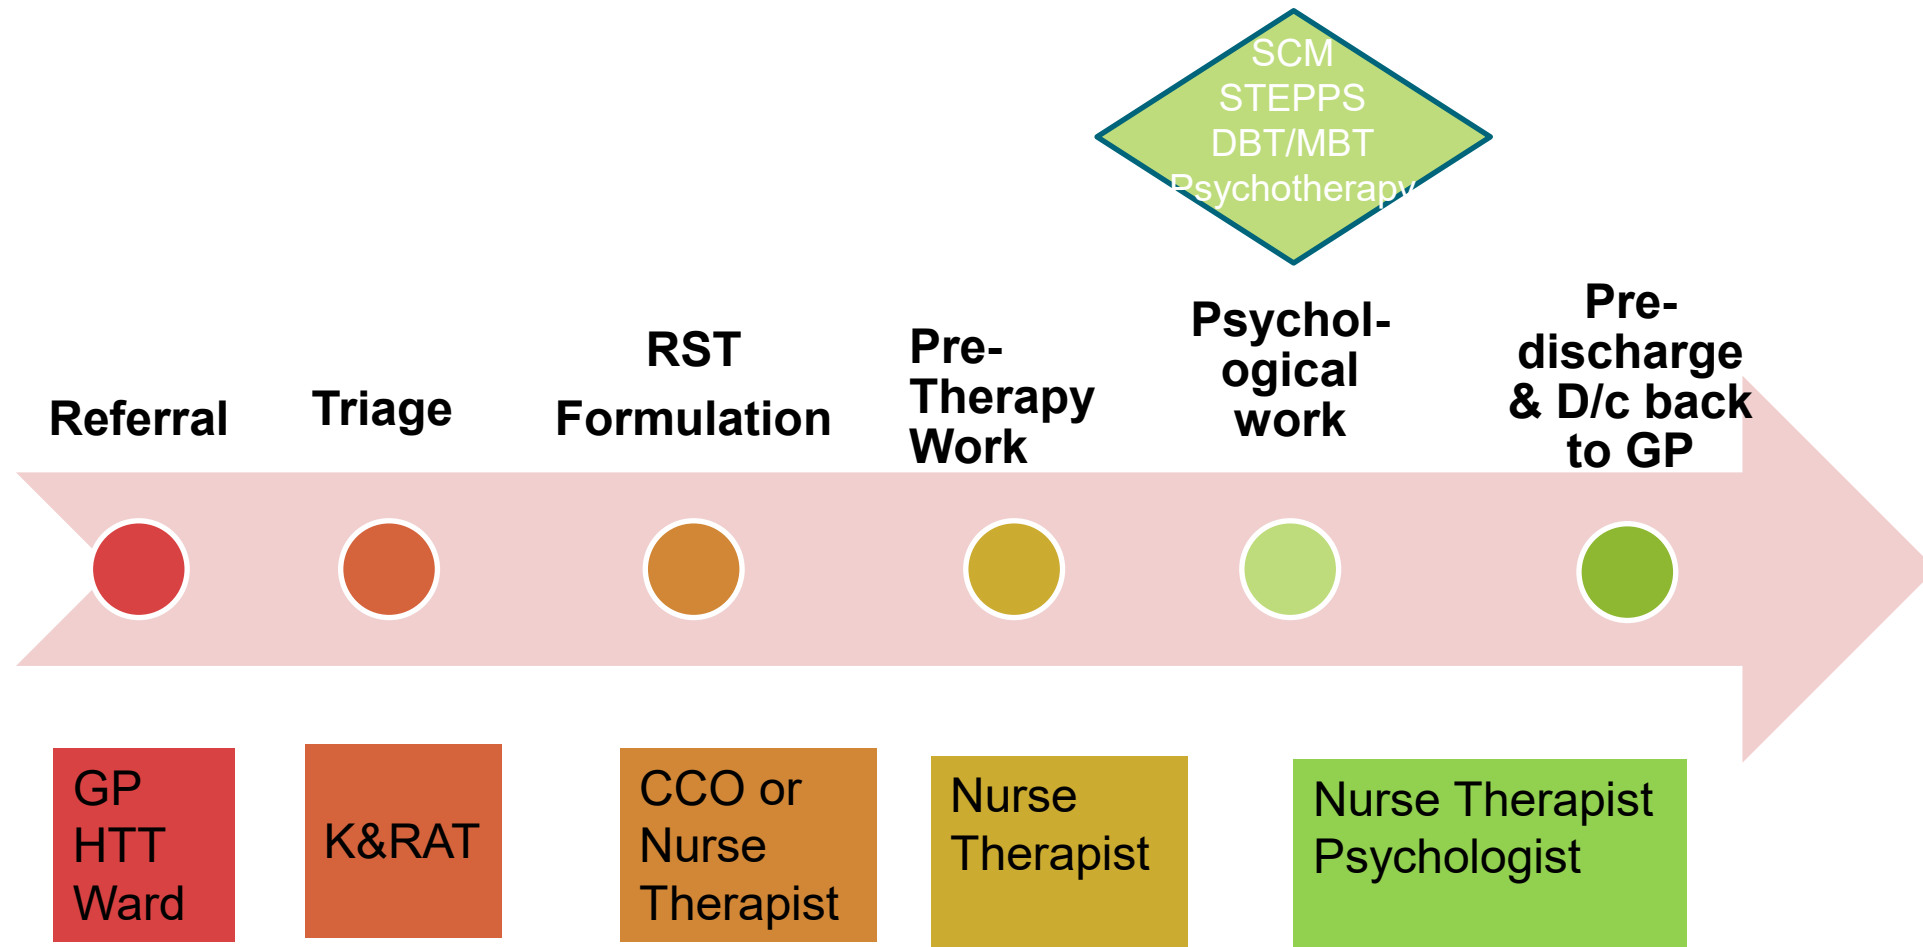 SCM
STEPPS
DBT/MBT
Psychotherapy
Referral
Triage
RST
Formulation
Pre-
Therapy
Work
Psychol-
ogical
work
Pre-
discharge
& D/c back
to GP
GP
HTT
Ward
K&RAT
CCO or
Nurse
Therapist
Nurse
Therapist
Nurse Therapist
Psychologist